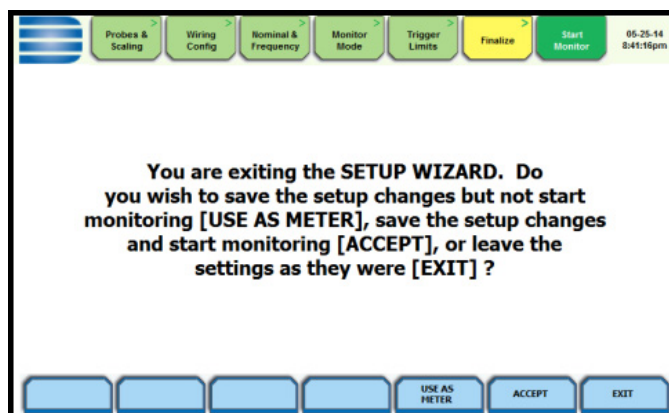 Probes & Scaling
Wiring Config
Nominal & Frequency
Monitor Mode
Trigger Limits
Finalize
Start Monitor
05-25-14
8:41:16pm
You are exiting the SETUP WIZARD. Do
you wish to save the setup changes but not start
monitoring [USE AS METER], save the setup changes
and start monitoring [ACCEPT], or leave the
settings as they were [EXIT] ?
USE AS METER
ACCEPT
EXIT